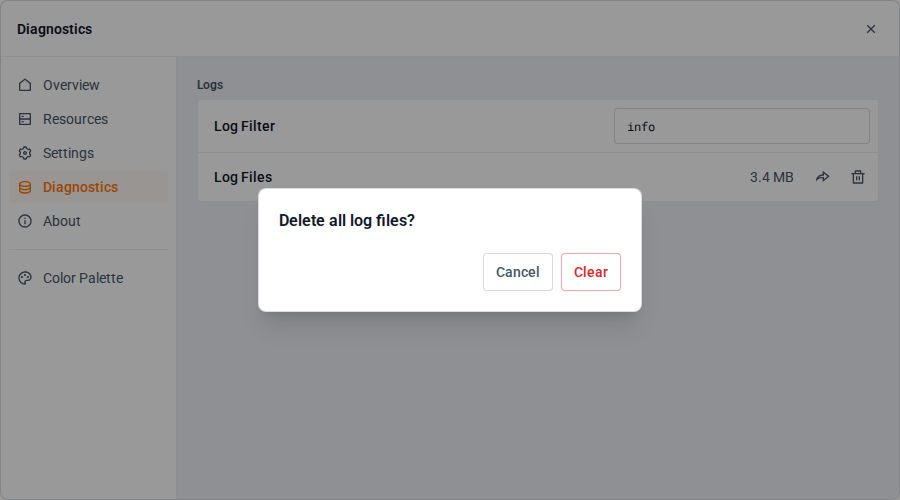 Diagnostics
Overview
Resources
Settings
Diagnostics
About
Color Palette
Logs
Log Filter
info
Log Files
3.4 MB
Delete all log files?
Cancel
Clear